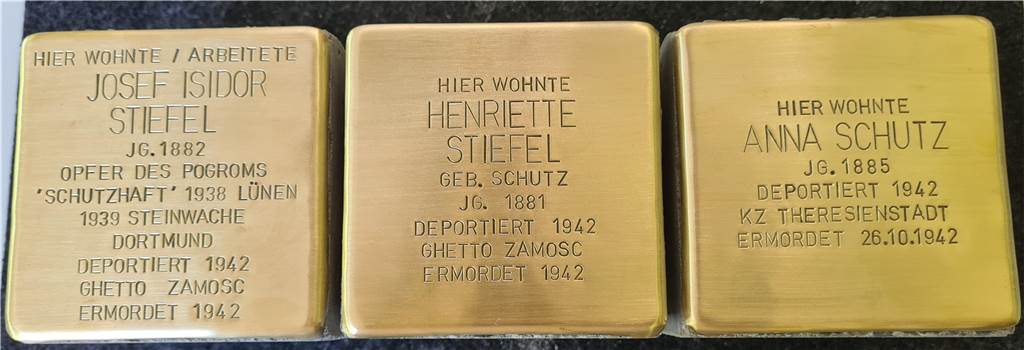 HIER WOHNTE / ARBEITETE
JOSEF ISIDOR
STIEFEL
JG. 1882
OPFER DES POGROMS
'SCHUTZHAFT' 1938 LÜNEN
1939 STEINWACHE
DORTMUND
DEPORTIERT 1942
GHETTO ZAMOSC
ERMORDET 1942
HIER WOHNTE
HENRIETTE
STIEFEL
GEB. SCHUTZ
JG. 1881
DEPORTIERT 1942
GHETTO ZAMOSC
ERMORDET 1942
HIER WOHNTE
ANNA SCHUTZ
JG. 1885
DEPORTIERT 1942
KZ THERESIENSTADT
ERMORDET 26.10.1942